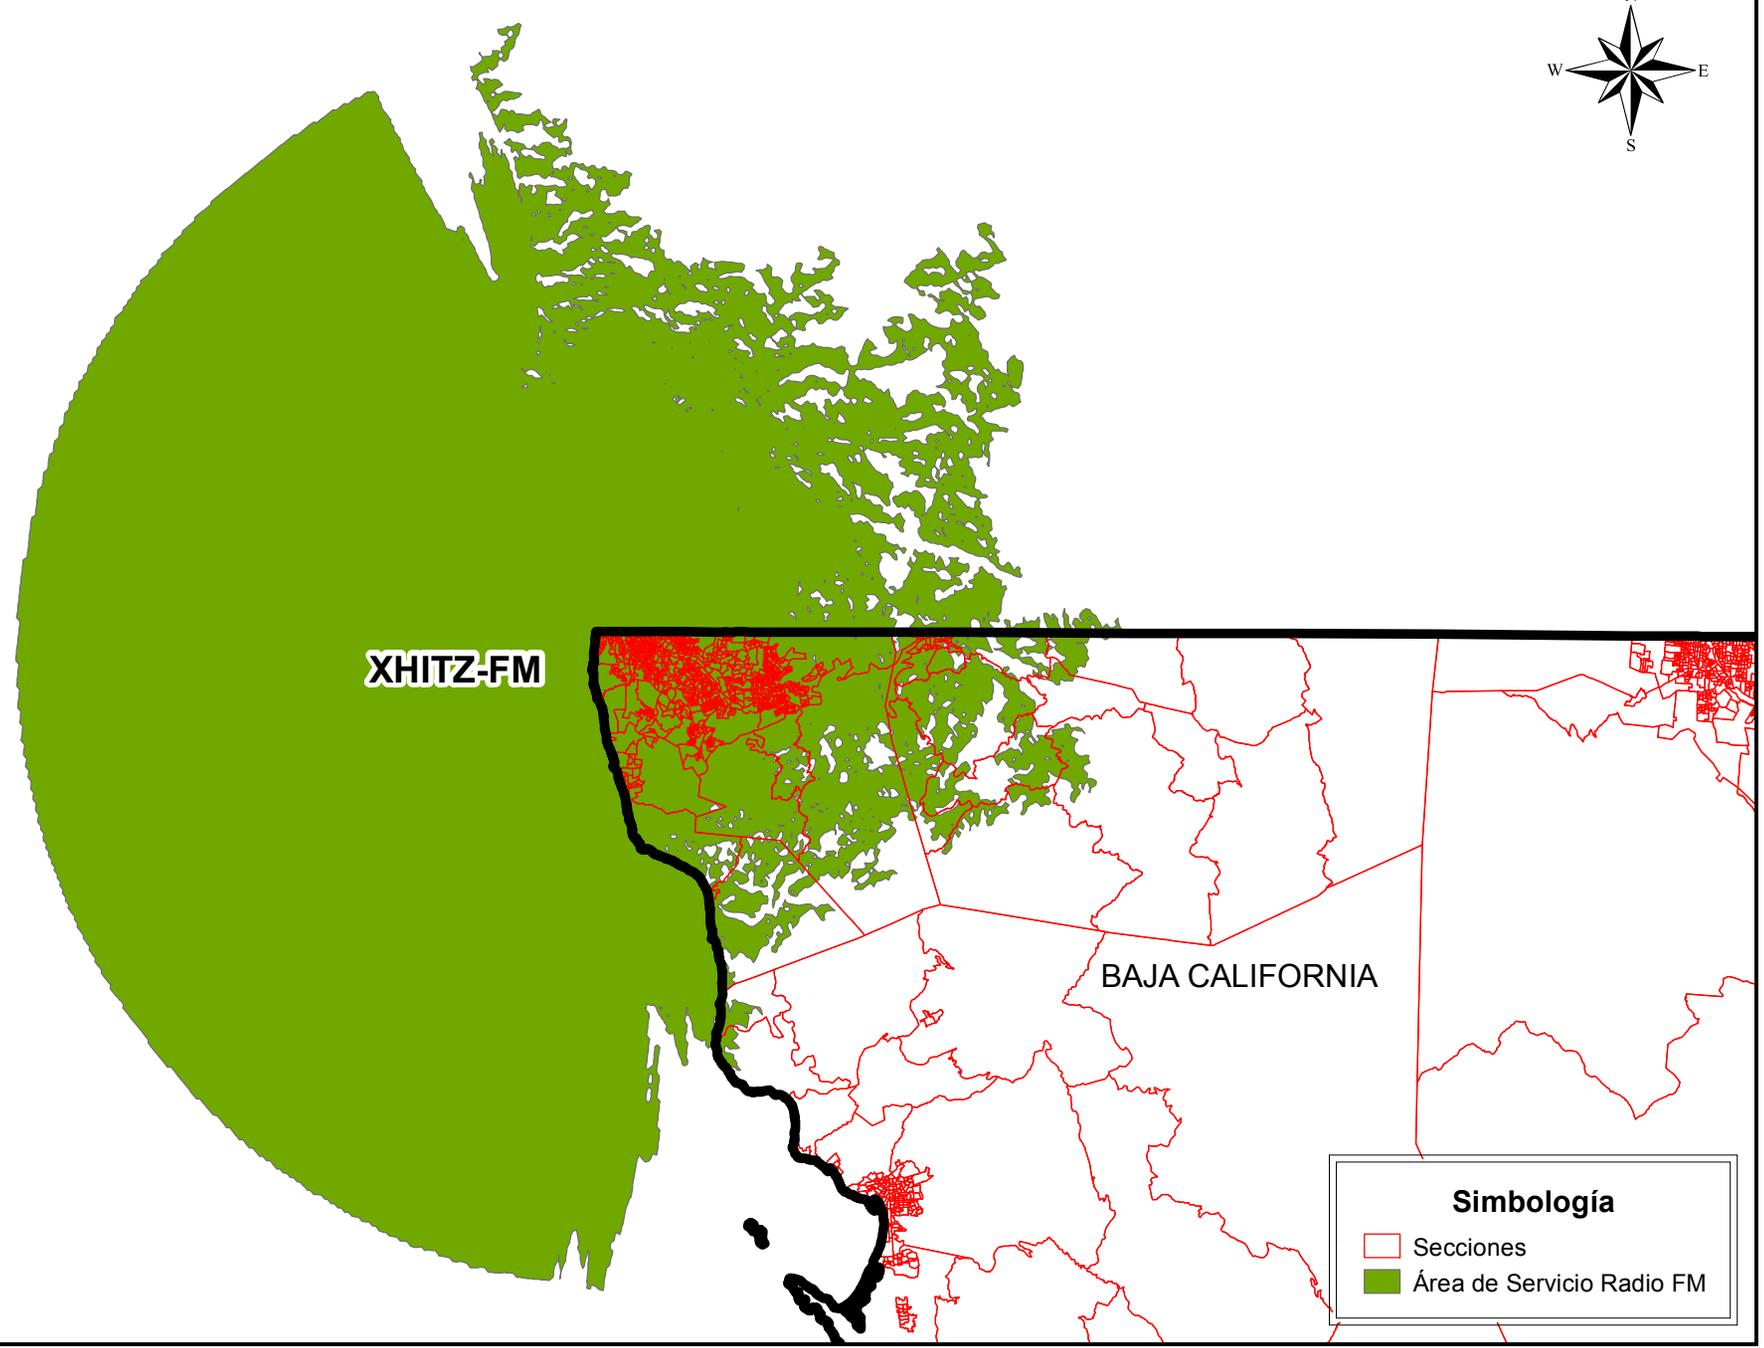 W
E
S
XHITZ-FM
BAJA CALIFORNIA
Simbología
Secciones
Área de Servicio Radio FM